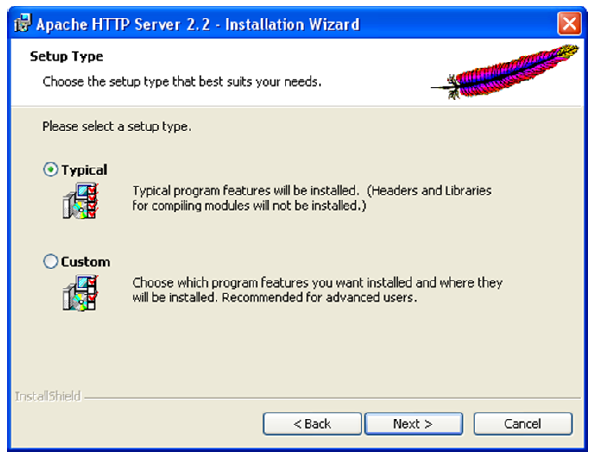 Apache HTTP Server 2.2 - Installation Wizard
Setup Type
Choose the setup type that best suits your needs.
Please select a setup type.
Typical
Typical program features will be installed. (Headers and Libraries
for compiling modules will not be installed.)
Custom
Choose which program features you want installed and where they
will be installed. Recommended for advanced users.
InstallShield
< Back
Next >
Cancel